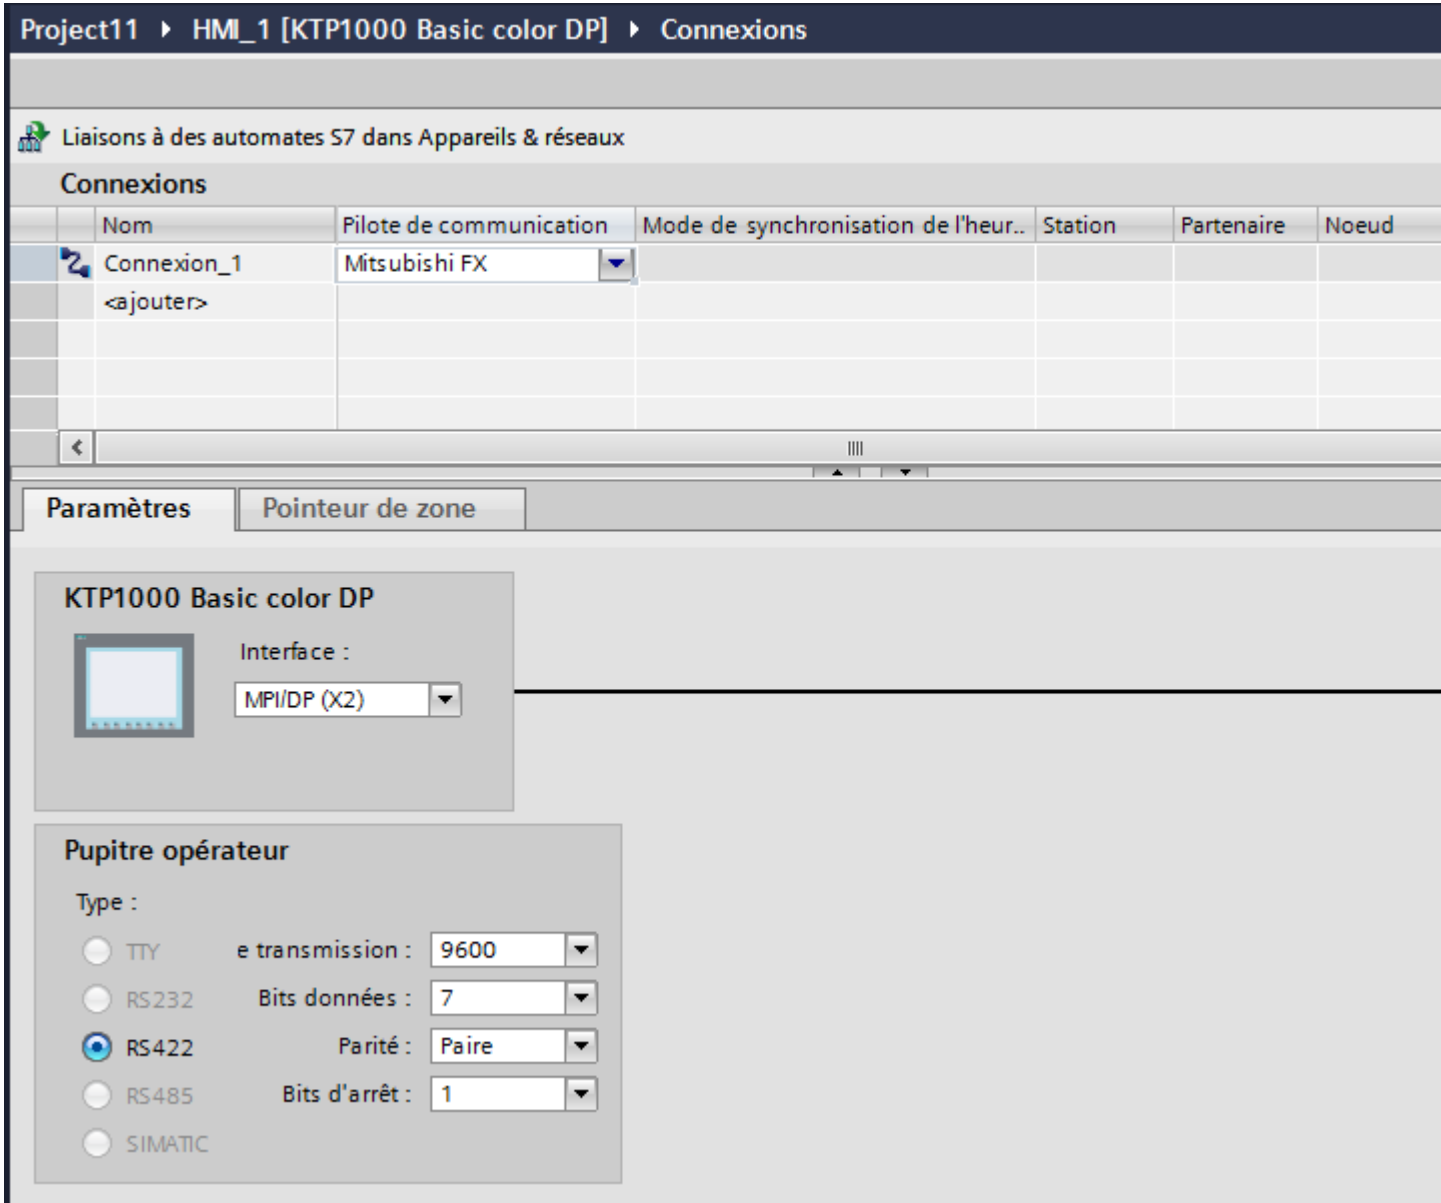 Project11 ▸ HMI_1 [KTP1000 Basic color DP] ▸ Connexions
Liaisons à des automates S7 dans Appareils & réseaux
Connexions
Nom Pilote de communication Mode de synchronisation de l'heur.. Station Partenaire Noeud
Connexion_1 Mitsubishi FX
<ajouter>
Paramètres Pointeur de zone
KTP1000 Basic color DP
Interface :
MPI/DP (X2)
Pupitre opérateur
Type :
TTY e transmission : 9600
RS232 Bits données : 7
RS422 Parité : Paire
RS485 Bits d'arrêt : 1
SIMATIC